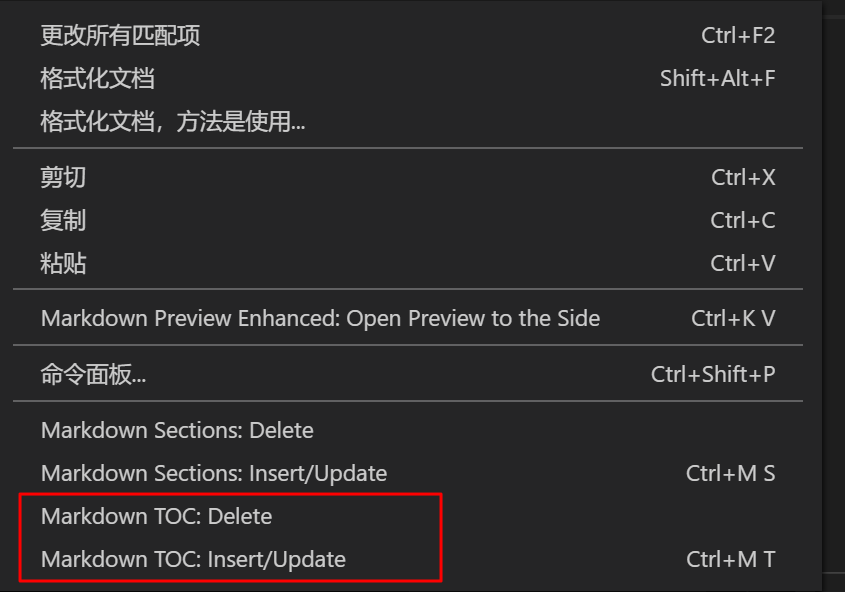 更改所有匹配项 Ctrl+F2
格式化文档 Shift+Alt+F
格式化文档，方法是使用...
剪切 Ctrl+X
复制 Ctrl+C
粘贴 Ctrl+V
Markdown Preview Enhanced: Open Preview to the Side Ctrl+K V
命令面板... Ctrl+Shift+P
Markdown Sections: Delete
Markdown Sections: Insert/Update Ctrl+M S
Markdown TOC: Delete
Markdown TOC: Insert/Update Ctrl+M T